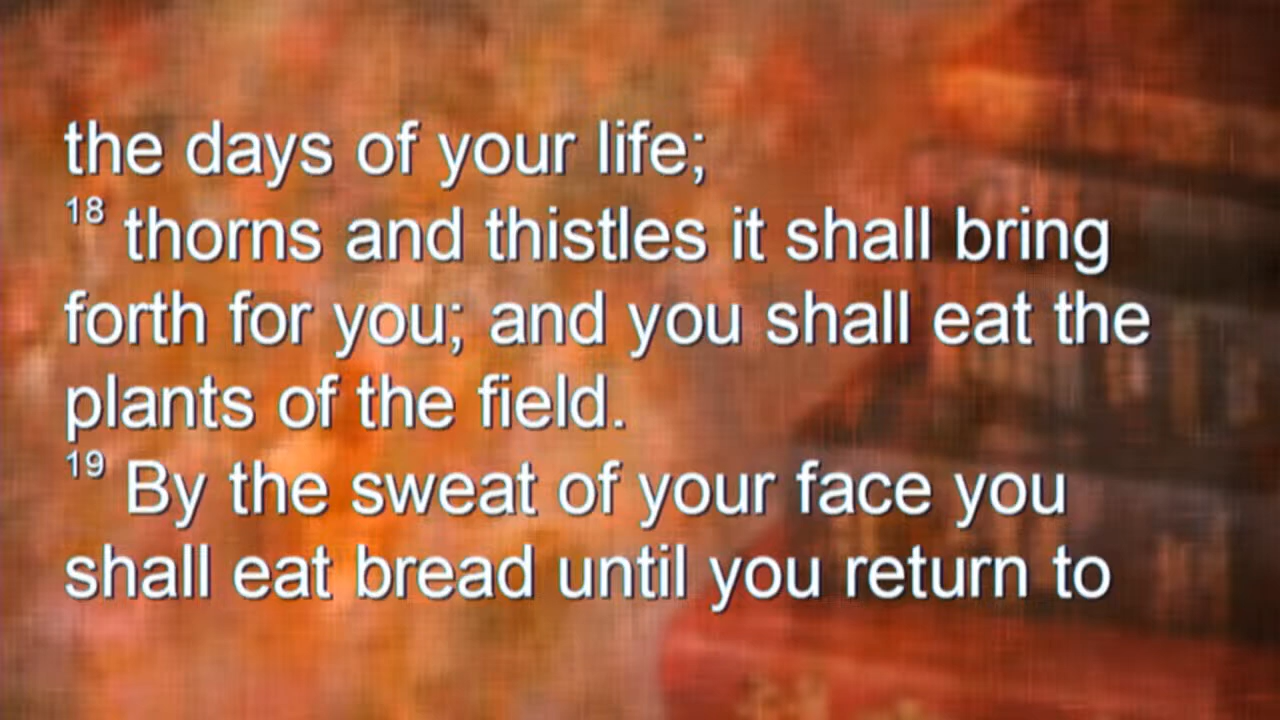 the days of your life;
18 thorns and thistles it shall bring
forth for you; and you shall eat the
plants of the field.
19 By the sweat of your face you
shall eat bread until you return to